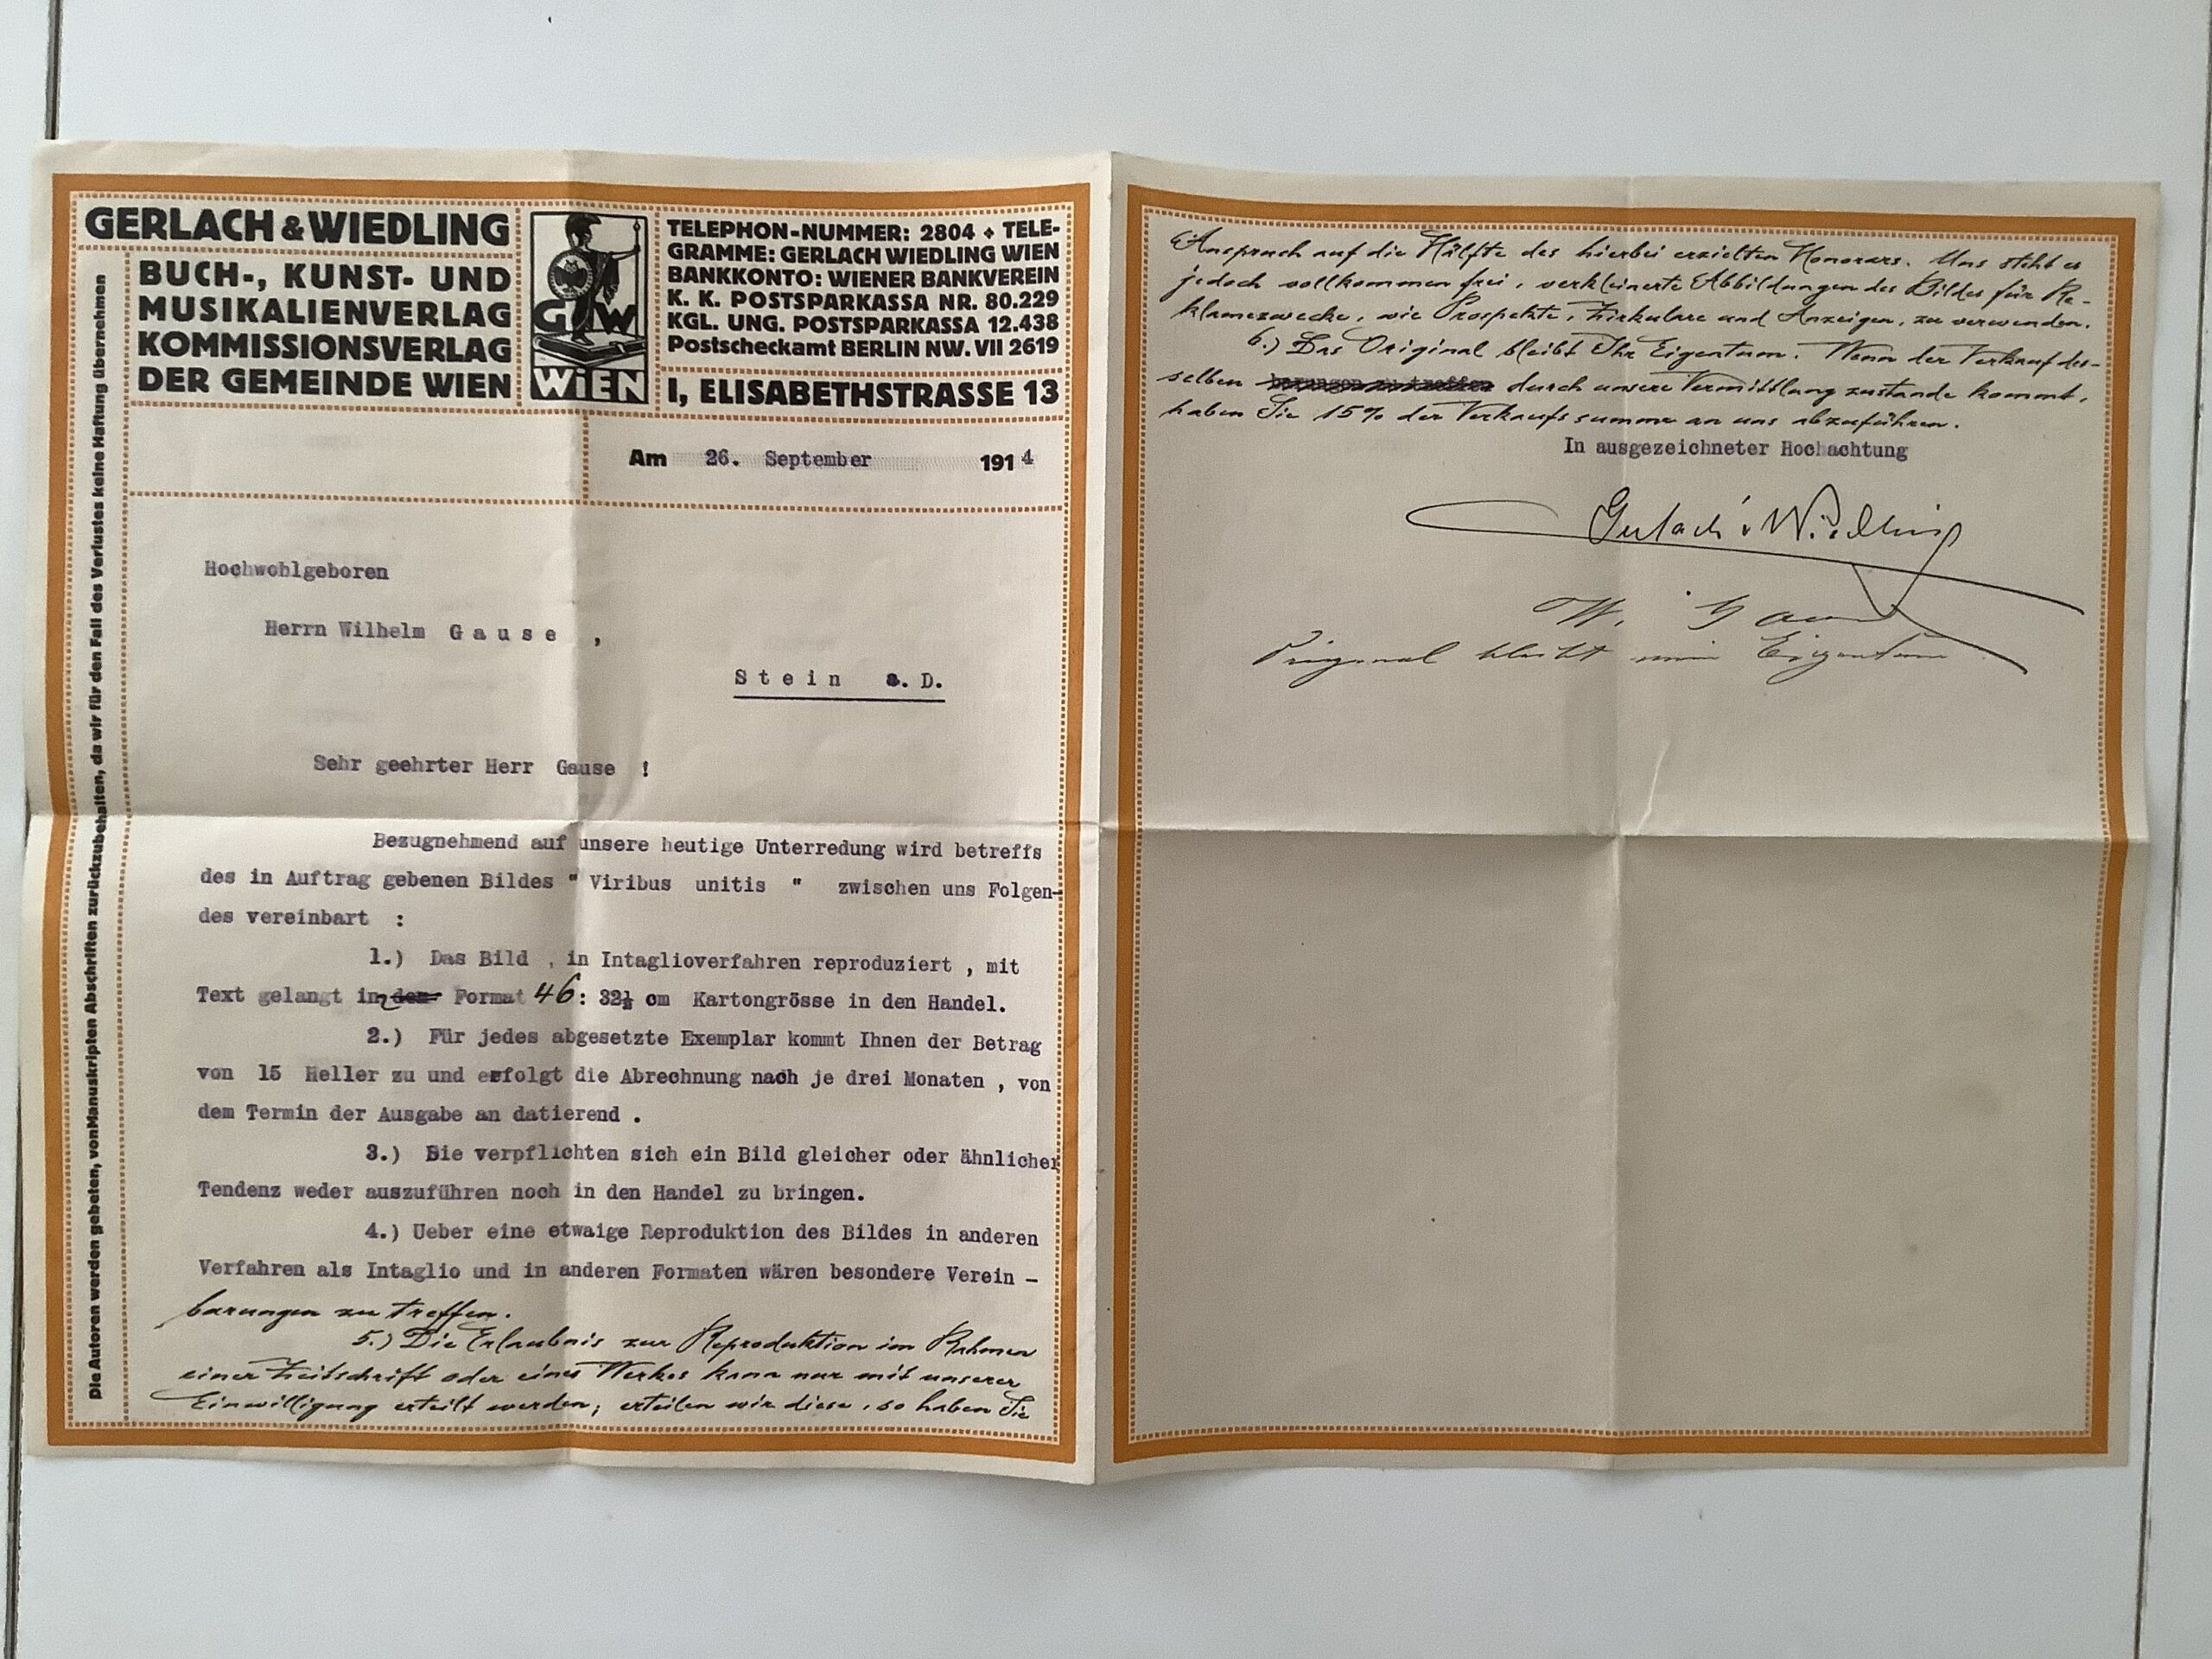 GERLACH & WIEDLING
BUCH-, KUNST- UND
MUSIKALIENVERLAG
KOMMISSIONSVERLAG
DER GEMEINDE WIEN
G W
WIEN
TELEPHON-NUMMER: 2804 + TELE-
GRAMME: GERLACH WIEDLING WIEN
BANKKONTO: WIENER BANKVEREIN
K. K. POSTSPARKASSA NR. 80.229
KGL. UNG. POSTSPARKASSA 12.438
Postscheckamt BERLIN NW. VII 2619
I, ELISABETHSTRASSE 13
Die Autoren werden gebeten, von Manuskripten Abschriften zurückzubehalten, da wir für den Fall des Verlustes keine Haftung übernehmen
Am 26. September 1914
Hochwohlgeboren
Herrn Wilhelm G a u s e ,
S t e i n a. D.
Sehr geehrter Herr Gause !
Bezugnehmend auf unsere heutige Unterredung wird betreffs
des in Auftrag gebenen Bildes " Viribus unitis " zwischen uns Folgen-
des vereinbart :
1.) Das Bild , in Intaglioverfahren reproduziert , mit
Text gelangt in dem Format 46 : 32½ cm Kartongrösse in den Handel.
2.) Für jedes abgesetzte Exemplar kommt Ihnen der Betrag
von 15 Heller zu und erfolgt die Abrechnung nach je drei Monaten , von
dem Termin der Ausgabe an datierend .
3.) Sie verpflichten sich ein Bild gleicher oder ähnlicher
Tendenz weder auszuführen noch in den Handel zu bringen.
4.) Ueber eine etwaige Reproduktion des Bildes in anderen
Verfahren als Intaglio und in anderen Formaten wären besondere Verein -
barungen zu treffen.
5.) Die Erlaubnis zur Reproduktion im Rahmen
einer Zeitschrift oder eines Werkes kann nur mit unserer
Einwilligung erteilt werden; erteilen wir diese, so haben Sie
Anspruch auf die Hälfte des hierbei erzielten Honorars. Uns steht es
jedoch vollkommen frei, verkleinerte Abbildungen des Bildes für Re-
klamezwecke, wie Prospekte, Zirkulare und Anzeigen, zu verwenden.
6.) Das Original bleibt Ihr Eigentum. Wenn der Verkauf des-
selben barungen zu treffen durch unsere Vermittlung zustande kommt,
haben Sie 15% der Verkaufssumme an uns abzuführen.
In ausgezeichneter Hochachtung
Gerlach & Wiedling
W. Gause
Original bleibt mein Eigentum